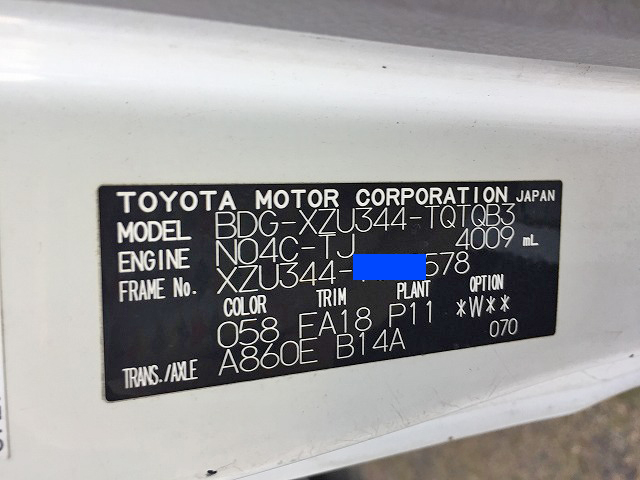 TOYOTA MOTOR CORPORATION JAPAN
MODEL BDG-XZU344-TQTQB3
ENGINE N04C-TJ 4009 mL
FRAME No. XZU344- 578
COLOR TRIM PLANT OPTION
058 FA18 P11 *W**
070
TRANS./AXLE A860E B14A